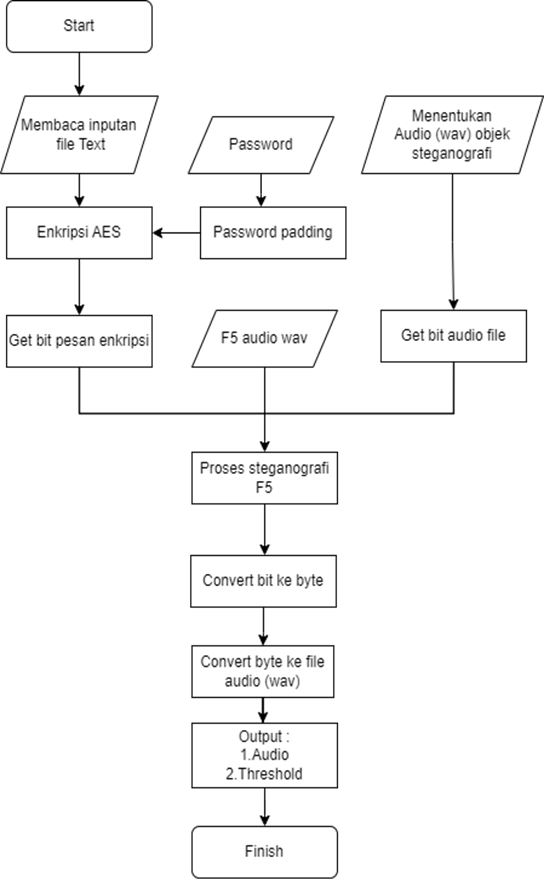 Start
Membaca inputan
file Text
Password
Menentukan
Audio (wav) objek
steganografi
Enkripsi AES
Password padding
Get bit pesan enkripsi
F5 audio wav
Get bit audio file
Proses steganografi
F5
Convert bit ke byte
Convert byte ke file
audio (wav)
Output :
1.Audio
2.Threshold
Finish